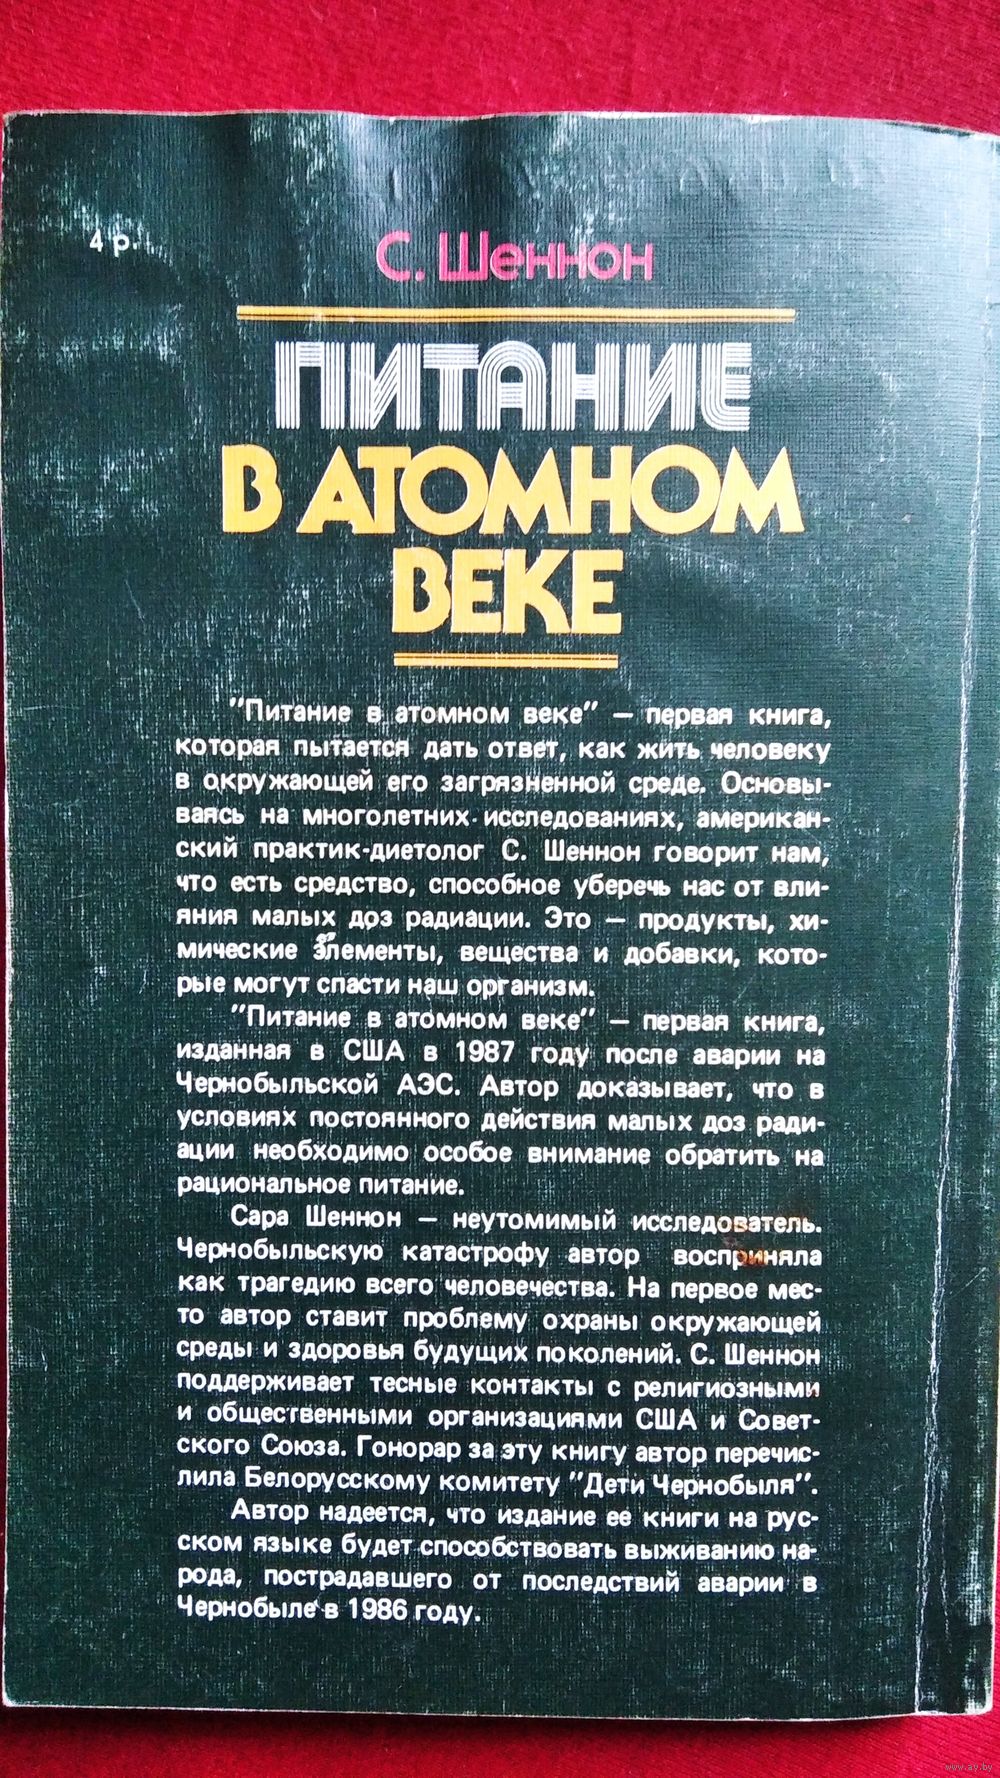 4 р.
С. Шеннон
ПИТАНИЕ
В АТОМНОМ
ВЕКЕ
"Питание в атомном веке" – первая книга,
которая пытается дать ответ, как жить человеку
в окружающей его загрязненной среде. Основы-
ваясь на многолетних исследованиях, американ-
ский практик-диетолог С. Шеннон говорит нам,
что есть средство, способное уберечь нас от вли-
яния малых доз радиации. Это – продукты, хи-
мические элементы, вещества и добавки, кото-
рые могут спасти наш организм.
"Питание в атомном веке" – первая книга,
изданная в США в 1987 году после аварии на
Чернобыльской АЭС. Автор доказывает, что в
условиях постоянного действия малых доз ради-
ации необходимо особое внимание обратить на
рациональное питание.
Сара Шеннон – неутомимый исследователь.
Чернобыльскую катастрофу автор восприняла
как трагедию всего человечества. На первое мес-
то автор ставит проблему охраны окружающей
среды и здоровья будущих поколений. С. Шеннон
поддерживает тесные контакты с религиозными
и общественными организациями США и Совет-
ского Союза. Гонорар за эту книгу автор перечис-
лила Белорусскому комитету "Дети Чернобыля".
Автор надеется, что издание ее книги на рус-
ском языке будет способствовать выживанию на-
рода, пострадавшего от последствий аварии в
Чернобыле в 1986 году.
www.ay.by